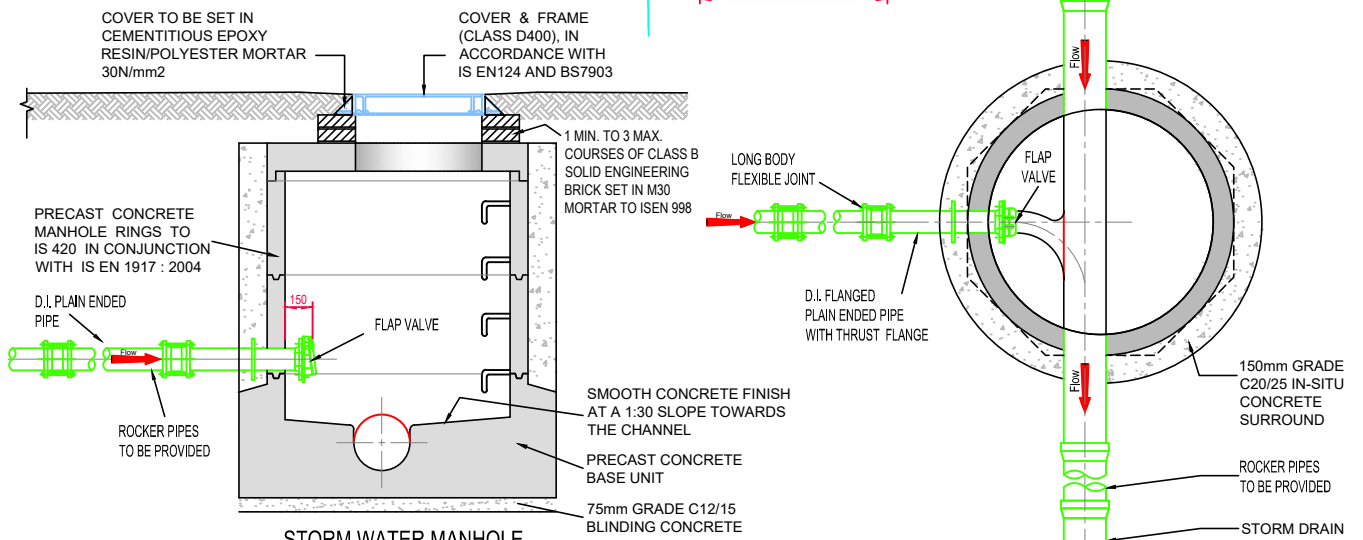 COVER TO BE SET IN
CEMENTITIOUS EPOXY
RESIN/POLYESTER MORTAR
30N/mm2
COVER & FRAME
(CLASS D400), IN
ACCORDANCE WITH
IS EN124 AND BS7903
1 MIN. TO 3 MAX.
COURSES OF CLASS B
SOLID ENGINEERING
BRICK SET IN M30
MORTAR TO ISEN 998
PRECAST CONCRETE
MANHOLE RINGS TO
IS 420 IN CONJUNCTION
WITH IS EN 1917 : 2004
D.I. PLAIN ENDED
PIPE
150
FLAP VALVE
Flow
ROCKER PIPES
TO BE PROVIDED
SMOOTH CONCRETE FINISH
AT A 1:30 SLOPE TOWARDS
THE CHANNEL
PRECAST CONCRETE
BASE UNIT
75mm GRADE C12/15
BLINDING CONCRETE
STORM WATER MANHOLE
Flow
LONG BODY
FLEXIBLE JOINT
FLAP
VALVE
Flow
D.I. FLANGED
PLAIN ENDED PIPE
WITH THRUST FLANGE
Flow
150mm GRADE
C20/25 IN-SITU
CONCRETE
SURROUND
ROCKER PIPES
TO BE PROVIDED
STORM DRAIN